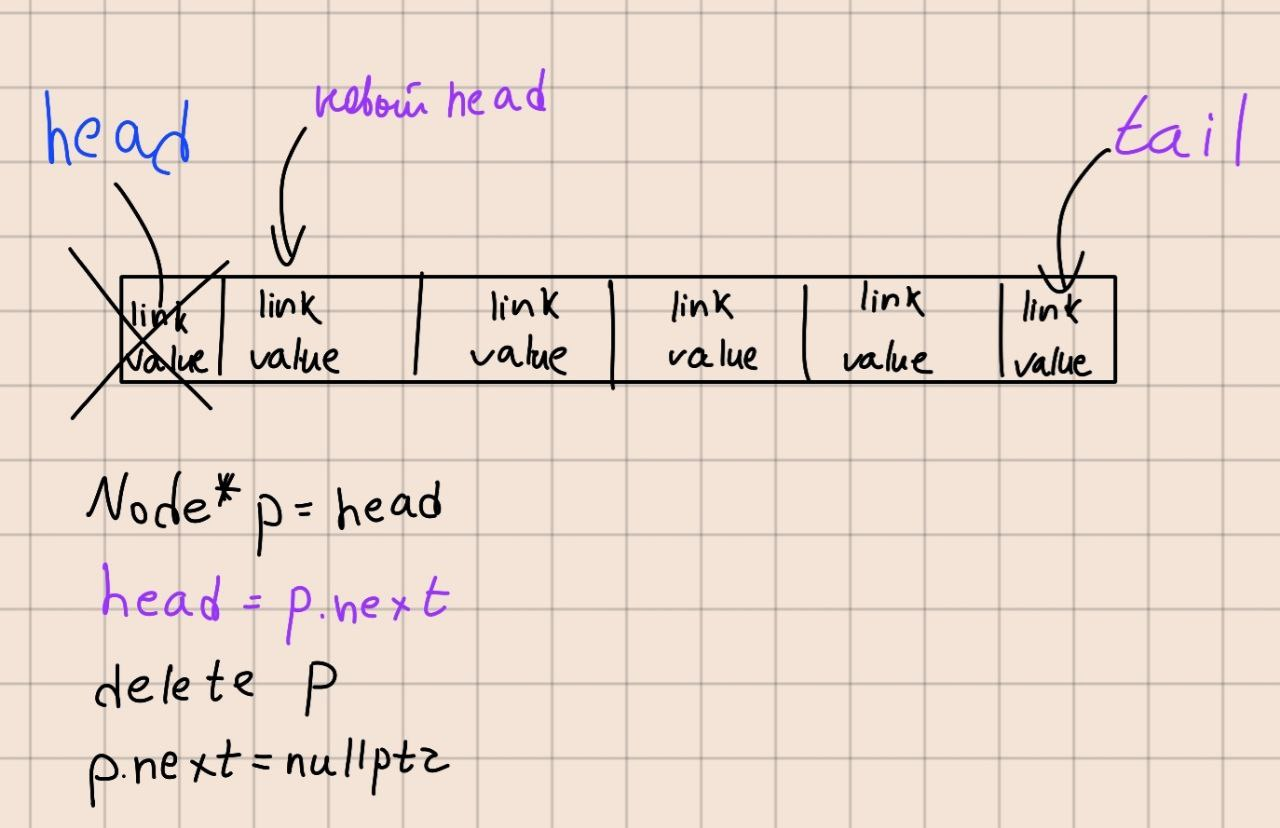 head
новый head
tail
link link link link link link
value value value value value value
Node* p = head
head = p.next
delete p
p.next = nullptr